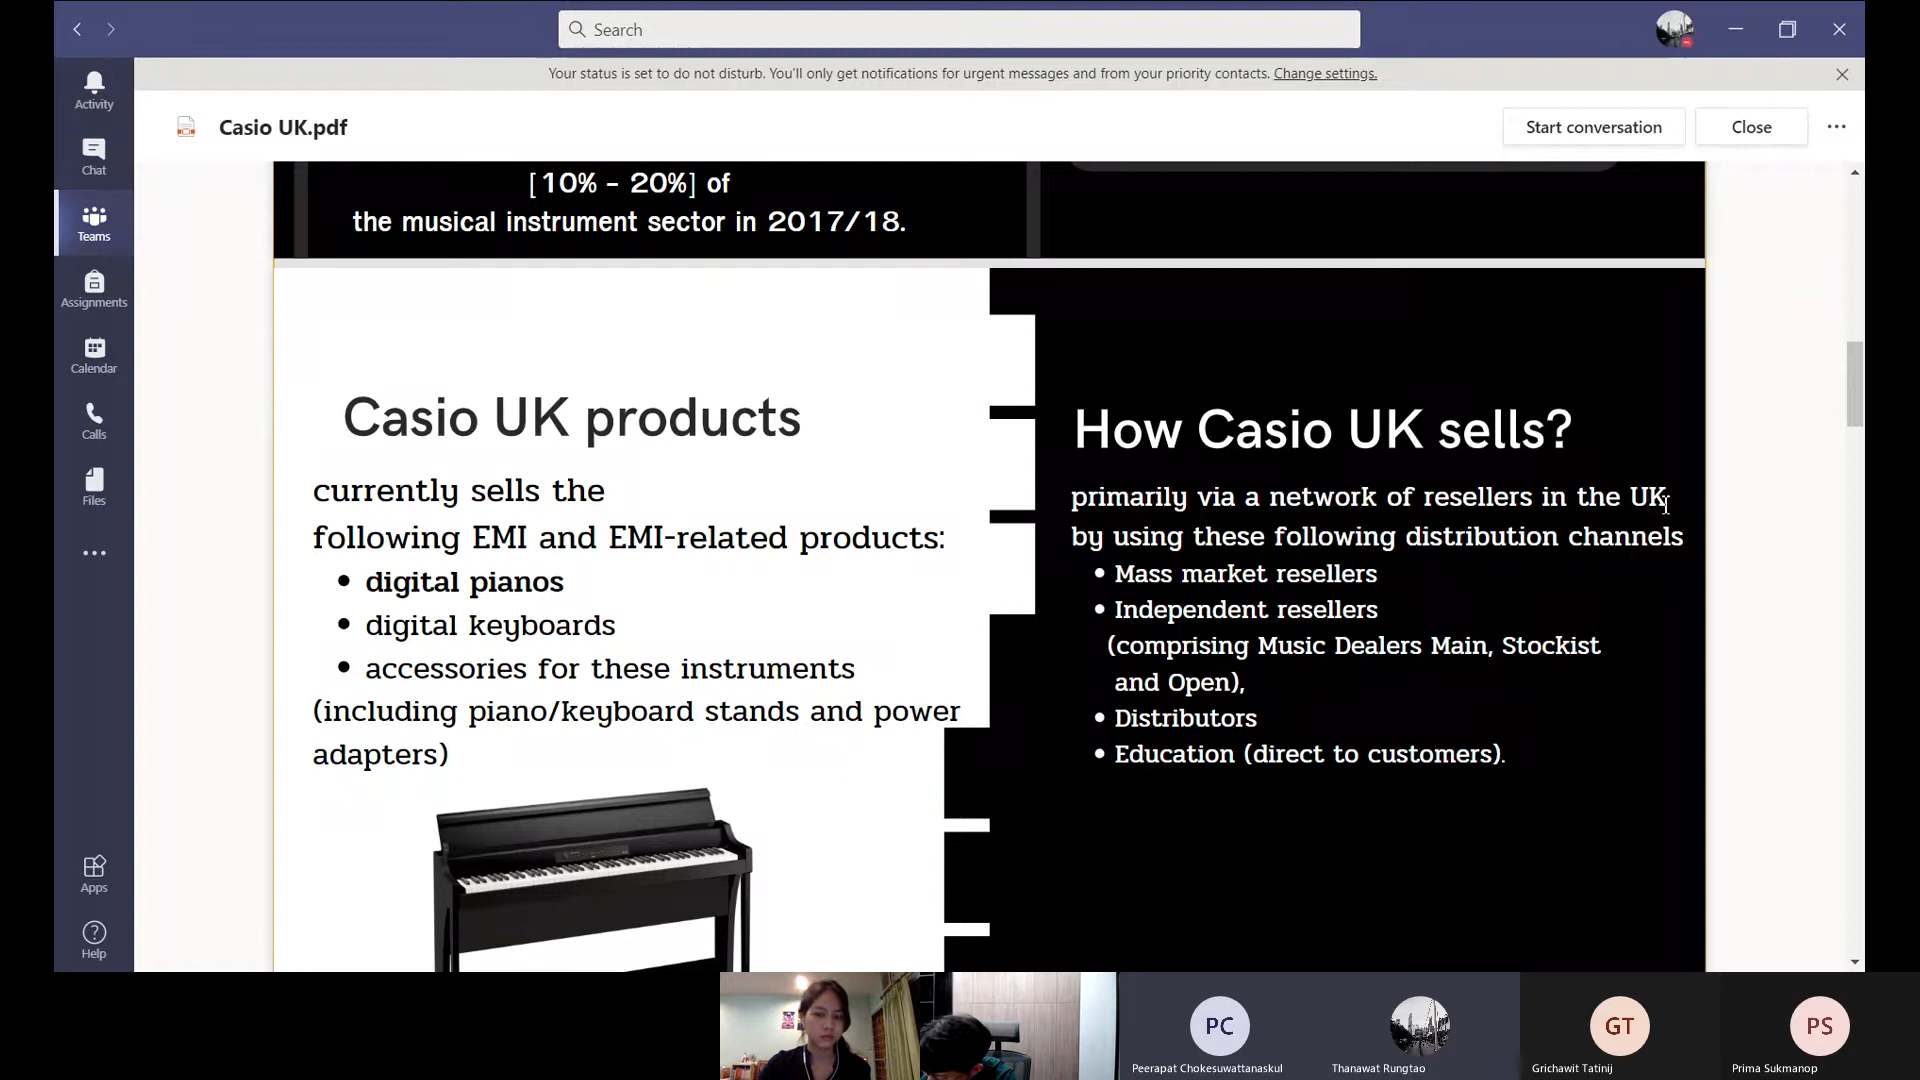 Search
Your status is set to do not disturb. You'll only get notifications for urgent messages and from your priority contacts. Change settings.
Activity
Chat
Teams
Assignments
Calendar
Calls
Files
Apps
Help
Casio UK.pdf
Start conversation
Close
[10% - 20%] of
the musical instrument sector in 2017/18.
Casio UK products
currently sells the
following EMI and EMI-related products:
• digital pianos
• digital keyboards
• accessories for these instruments
(including piano/keyboard stands and power
adapters)
How Casio UK sells?
primarily via a network of resellers in the UK
by using these following distribution channels
• Mass market resellers
• Independent resellers
(comprising Music Dealers Main, Stockist
and Open),
• Distributors
• Education (direct to customers).
PC
Peerapat Chokesuwattanaskul
Thanawat Rungtao
GT
Grichawit Tatinij
PS
Prima Sukmanop